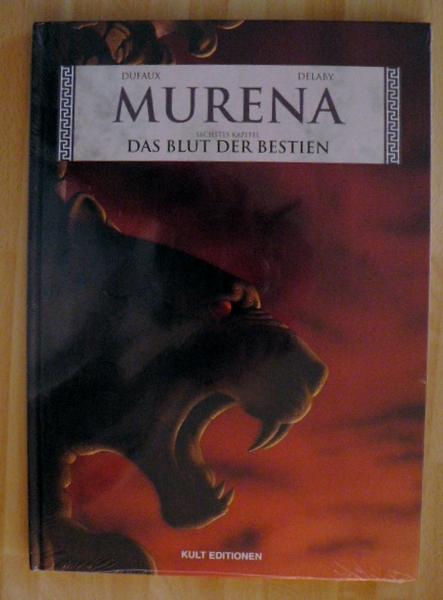 DUFAUX DELABY
MURENA
SECHSTES KAPITEL
DAS BLUT DER BESTIEN
KULT EDITIONEN